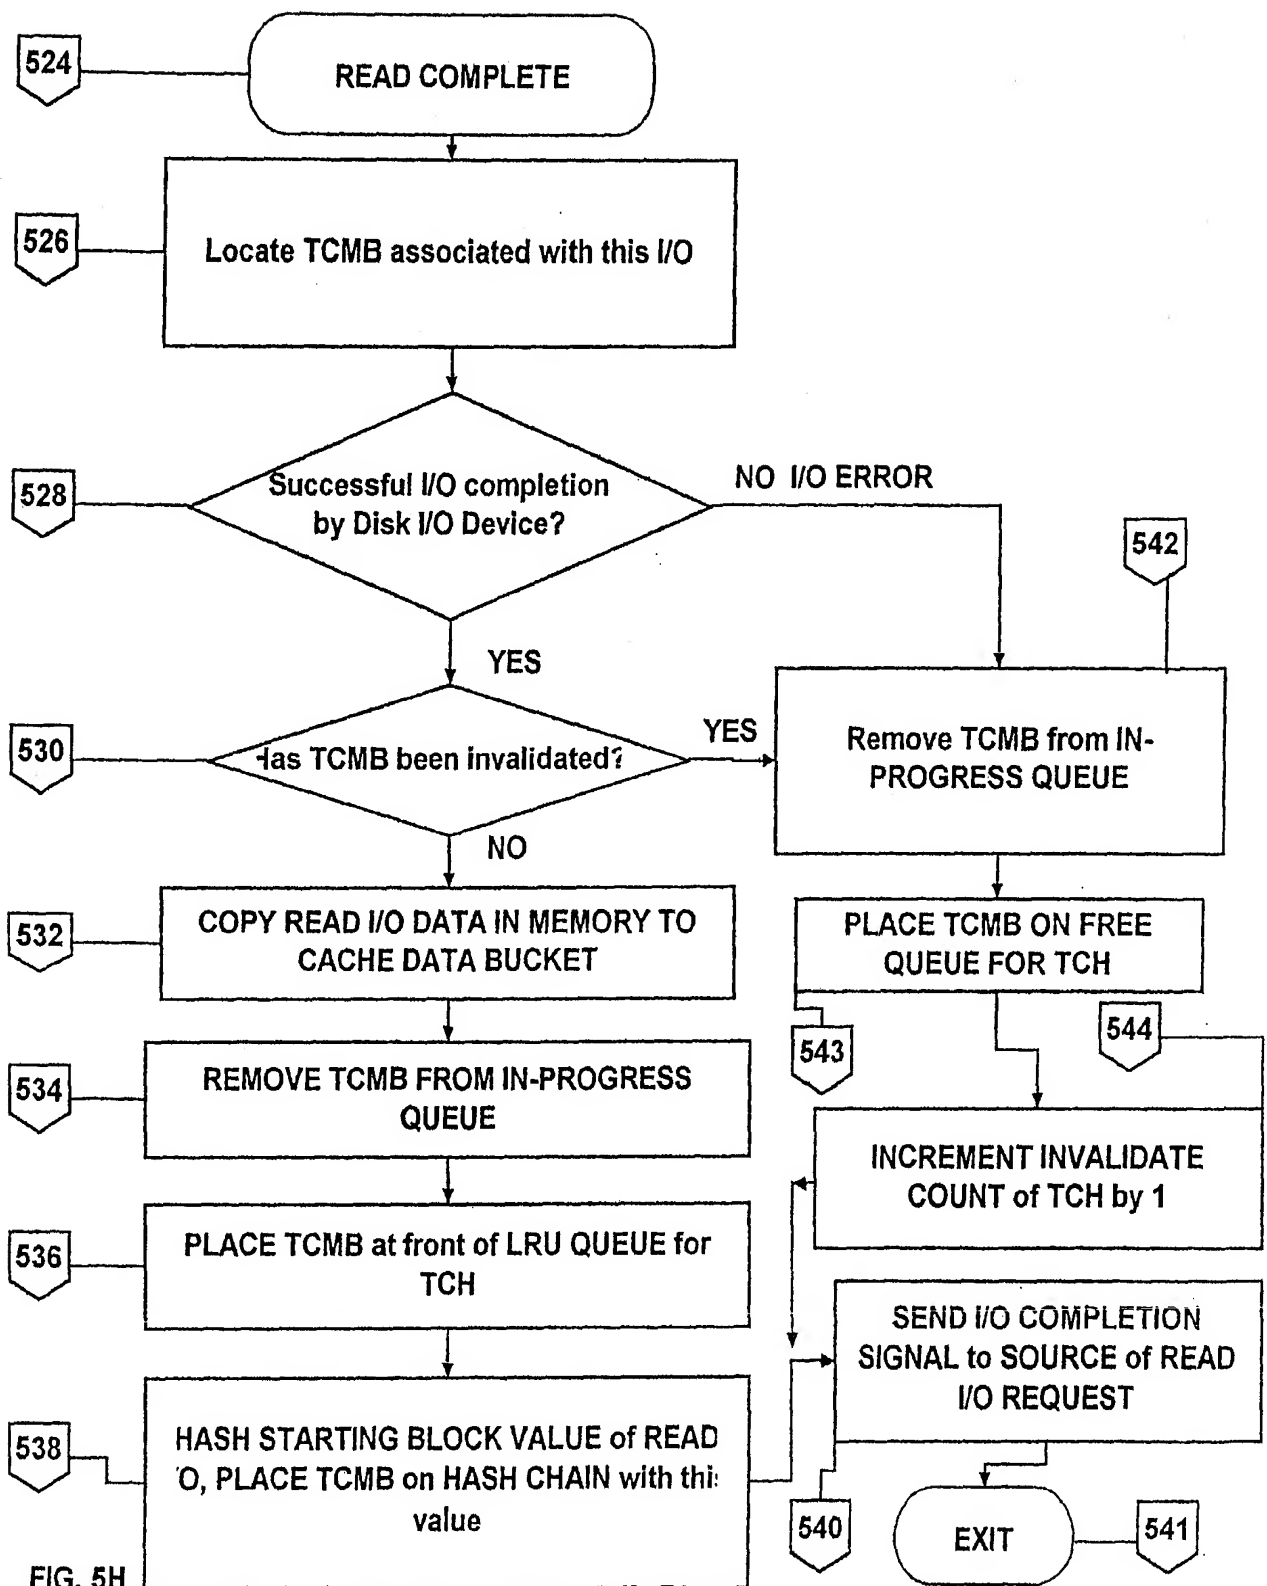 524
READ COMPLETE
526
Locate TCMB associated with this I/O
528
Successful I/O completion
by Disk I/O Device?
NO I/O ERROR
542
YES
530
Has TCMB been invalidated?
YES
Remove TCMB from IN-
PROGRESS QUEUE
NO
532
COPY READ I/O DATA IN MEMORY TO
CACHE DATA BUCKET
PLACE TCMB ON FREE
QUEUE FOR TCH
543
544
534
REMOVE TCMB FROM IN-PROGRESS
QUEUE
INCREMENT INVALIDATE
COUNT of TCH by 1
536
PLACE TCMB at front of LRU QUEUE for
TCH
SEND I/O COMPLETION
SIGNAL to SOURCE of READ
I/O REQUEST
538
HASH STARTING BLOCK VALUE of READ
O, PLACE TCMB on HASH CHAIN with this
value
540
EXIT
541
FIG. 5H